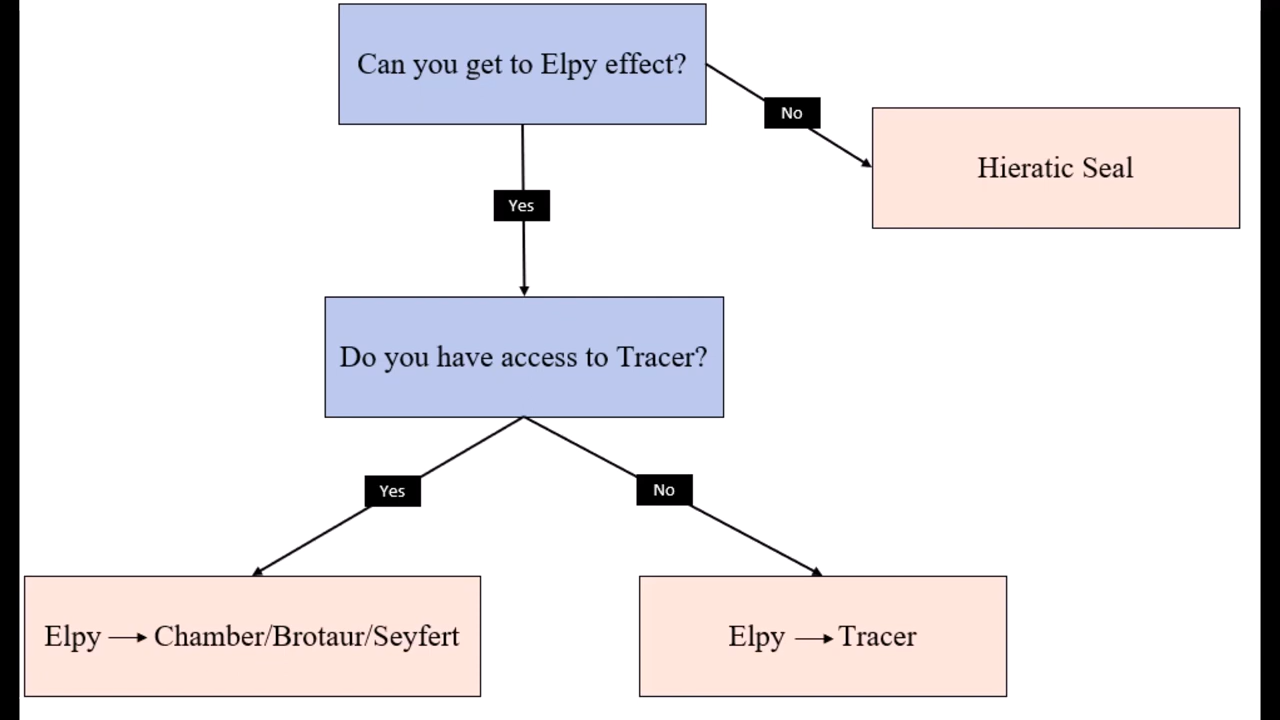 Can you get to Elpy effect?
No
Hieratic Seal
Yes
Do you have access to Tracer?
Yes
No
Elpy → Chamber/Brotaur/Seyfert
Elpy → Tracer